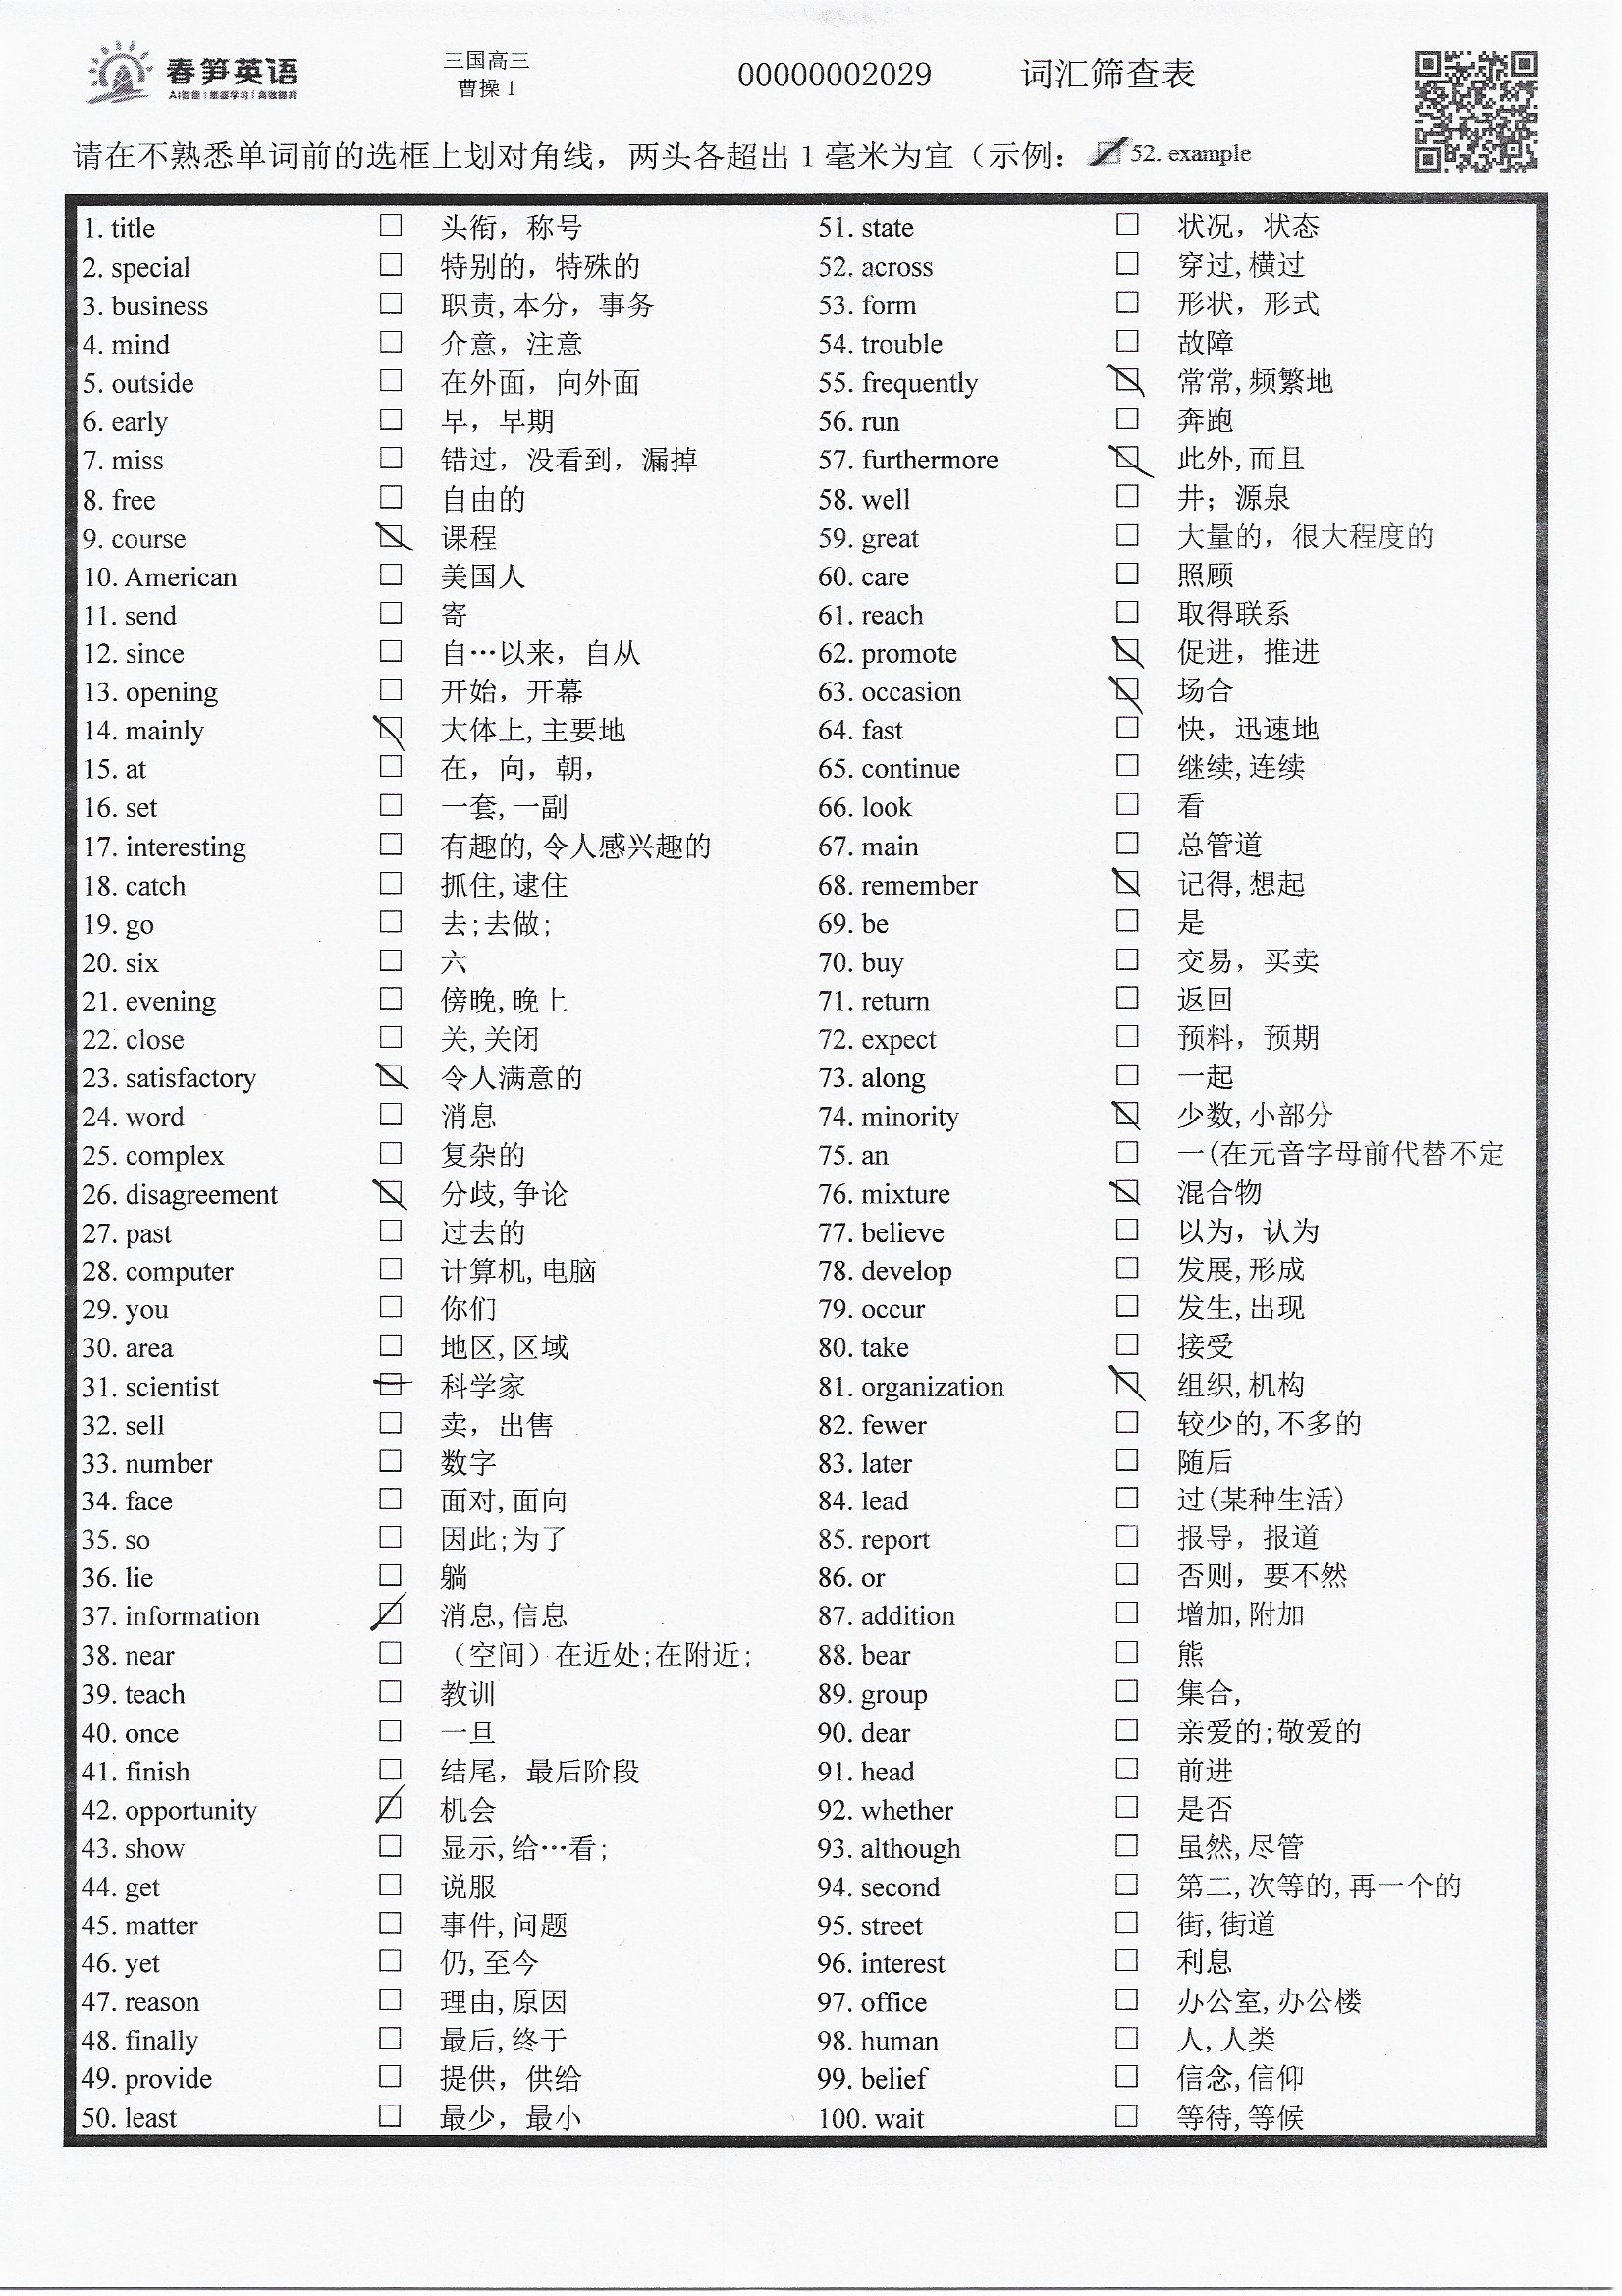 春笋英语
三国高三
曹操 1
00000002029
词汇筛查表
请在不熟悉单词前的选框上划对角线，两头各超出 1 毫米为宜（示例： 52. example
1. title 头衔，称号
2. special 特别的，特殊的
3. business 职责,本分，事务
4. mind 介意，注意
5. outside 在外面，向外面
6. early 早，早期
7. miss 错过，没看到，漏掉
8. free 自由的
9. course 课程
10. American 美国人
11. send 寄
12. since 自…以来，自从
13. opening 开始，开幕
14. mainly 大体上,主要地
15. at 在，向，朝，
16. set 一套,一副
17. interesting 有趣的,令人感兴趣的
18. catch 抓住,逮住
19. go 去;去做;
20. six 六
21. evening 傍晚,晚上
22. close 关,关闭
23. satisfactory 令人满意的
24. word 消息
25. complex 复杂的
26. disagreement 分歧,争论
27. past 过去的
28. computer 计算机,电脑
29. you 你们
30. area 地区,区域
31. scientist 科学家
32. sell 卖，出售
33. number 数字
34. face 面对,面向
35. so 因此;为了
36. lie 躺
37. information 消息,信息
38. near （空间）在近处;在附近;
39. teach 教训
40. once 一旦
41. finish 结尾，最后阶段
42. opportunity 机会
43. show 显示,给…看;
44. get 说服
45. matter 事件,问题
46. yet 仍,至今
47. reason 理由,原因
48. finally 最后,终于
49. provide 提供，供给
50. least 最少，最小
51. state 状况，状态
52. across 穿过,横过
53. form 形状，形式
54. trouble 故障
55. frequently 常常,频繁地
56. run 奔跑
57. furthermore 此外,而且
58. well 井；源泉
59. great 大量的，很大程度的
60. care 照顾
61. reach 取得联系
62. promote 促进，推进
63. occasion 场合
64. fast 快，迅速地
65. continue 继续,连续
66. look 看
67. main 总管道
68. remember 记得,想起
69. be 是
70. buy 交易，买卖
71. return 返回
72. expect 预料，预期
73. along 一起
74. minority 少数,小部分
75. an 一(在元音字母前代替不定
76. mixture 混合物
77. believe 以为，认为
78. develop 发展,形成
79. occur 发生,出现
80. take 接受
81. organization 组织,机构
82. fewer 较少的,不多的
83. later 随后
84. lead 过(某种生活)
85. report 报导，报道
86. or 否则，要不然
87. addition 增加,附加
88. bear 熊
89. group 集合,
90. dear 亲爱的;敬爱的
91. head 前进
92. whether 是否
93. although 虽然,尽管
94. second 第二,次等的,再一个的
95. street 街,街道
96. interest 利息
97. office 办公室,办公楼
98. human 人,人类
99. belief 信念,信仰
100. wait 等待,等候